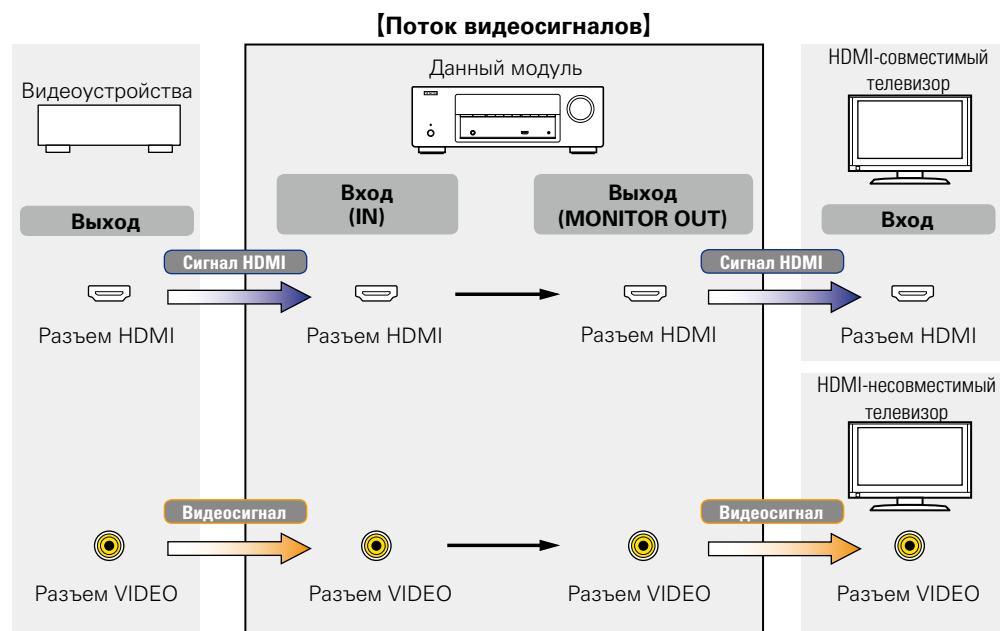 【Поток видеосигналов】
Видеоустройства
Данный модуль
HDMI-совместимый
телевизор
Выход
Вход
(IN)
Выход
(MONITOR OUT)
Вход
Сигнал HDMI
Сигнал HDMI
Разъем HDMI
Разъем HDMI
Разъем HDMI
Разъем HDMI
HDMI-несовместимый
телевизор
Видеосигнал
Видеосигнал
Разъем VIDEO
Разъем VIDEO
Разъем VIDEO
Разъем VIDEO